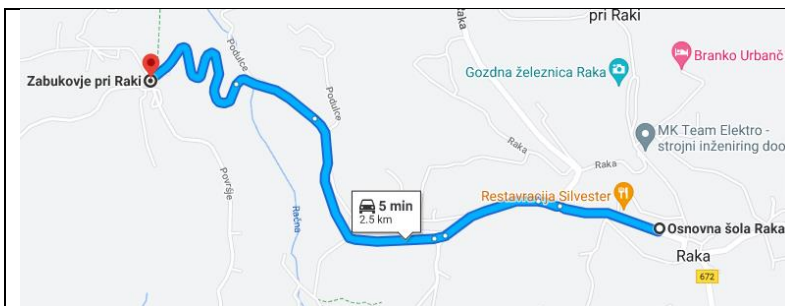 Raka
pri Raki
Branko Urbanč
Podulce
Gozdna železnica Raka
Zabukovje pri Raki
Podulce
MK Team Elektro -
strojni inženiring doo
Raka
Raka
Površje
5 min
2.5 km
Restavracija Silvester
Račna
Osnovna šola Raka
Raka
672